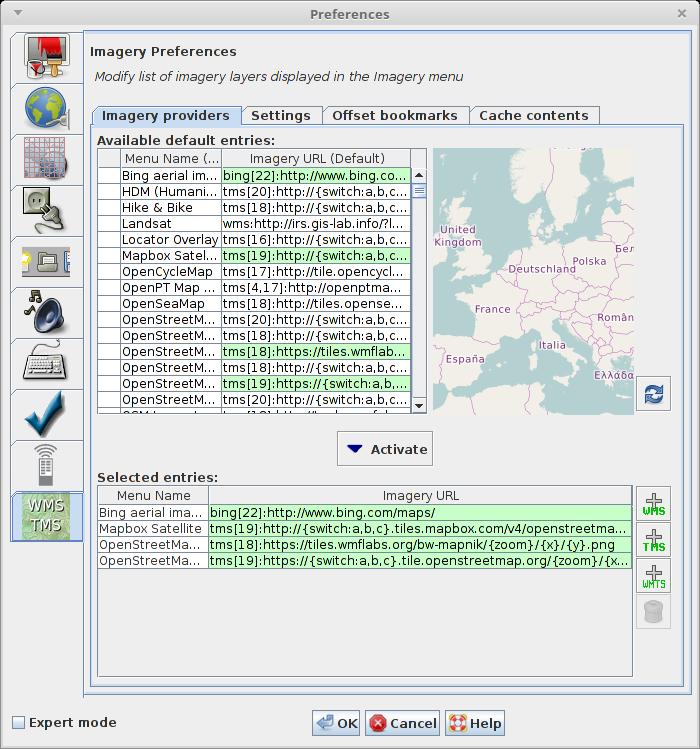 Preferences
Imagery Preferences
Modify list of imagery layers displayed in the Imagery menu
Imagery providers Settings Offset bookmarks Cache contents
Available default entries:
Menu Name (... Imagery URL (Default)
Bing aerial im... bing[22]:http://www.bing.co...
HDM (Humani... tms[20]:http://{switch:a,b,c...
Hike & Bike tms[18]:http://{switch:a,b,c...
Landsat wms:http://irs.gis-lab.info/?l...
Locator Overlay tms[16]:http://{switch:a,b,c...
Mapbox Satel... tms[19]:http://{switch:a,b,c...
OpenCycleMap tms[17]:http://tile.opencycl...
OpenPT Map ... tms[4,17]:http://openptma...
OpenSeaMap tms[18]:http://tiles.opense...
OpenStreetM... tms[20]:http://{switch:a,b,c...
OpenStreetM... tms[18]:http://{switch:a,b,c...
OpenStreetM... tms[18]:https://tiles.wmflab...
OpenStreetM... tms[18]:http://{switch:a,b,c...
OpenStreetM... tms[19]:https://{switch:a,b,...
OpenStreetM... tms[20]:http://{switch:a,b,c...
United
Kingdom
Бел
Polska
Deutschland
France
Român
Italia
España
Ελλάδα
Activate
Selected entries:
Menu Name Imagery URL
Bing aerial ima... bing[22]:http://www.bing.com/maps/
Mapbox Satellite tms[19]:http://{switch:a,b,c}.tiles.mapbox.com/v4/openstreetma...
OpenStreetMa... tms[18]:https://tiles.wmflabs.org/bw-mapnik/{zoom}/{x}/{y}.png
OpenStreetMa... tms[19]:https://{switch:a,b,c}.tile.openstreetmap.org/{zoom}/{x...
WMS
TMS
WMTS
WMS
TMS
Expert mode
OK Cancel Help